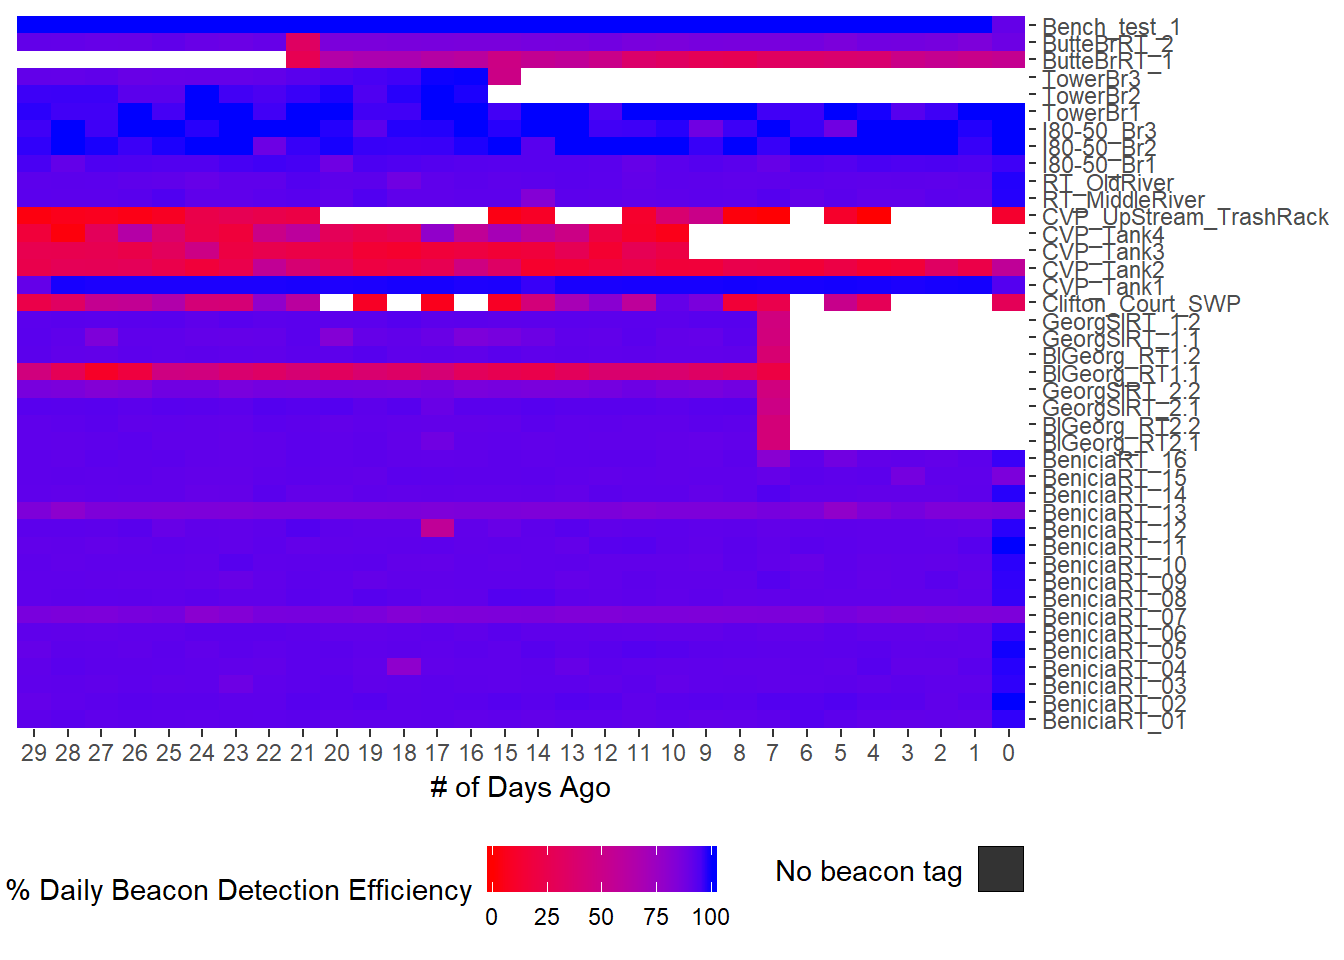 Bench_test_1
ButteBrRT_2
ButteBrRT_1
TowerBr3
TowerBr2
TowerBr1
I80-50_Br3
I80-50_Br2
I80-50_Br1
RT_OldRiver
RT_MiddleRiver
CVP_UpStream_TrashRack
CVP_Tank4
CVP_Tank3
CVP_Tank2
CVP_Tank1
Clifton_Court_SWP
GeorgSlRT_1.2
GeorgSlRT_1.1
BlGeorg_RT1.2
BlGeorg_RT1.1
GeorgSlRT_2.2
GeorgSlRT_2.1
BlGeorg_RT2.2
BlGeorg_RT2.1
BeniciaRT_16
BeniciaRT_15
BeniciaRT_14
BeniciaRT_13
BeniciaRT_12
BeniciaRT_11
BeniciaRT_10
BeniciaRT_09
BeniciaRT_08
BeniciaRT_07
BeniciaRT_06
BeniciaRT_05
BeniciaRT_04
BeniciaRT_03
BeniciaRT_02
BeniciaRT_01
29 28 27 26 25 24 23 22 21 20 19 18 17 16 15 14 13 12 11 10 9 8 7 6 5 4 3 2 1 0
# of Days Ago
% Daily Beacon Detection Efficiency
0 25 50 75 100
No beacon tag